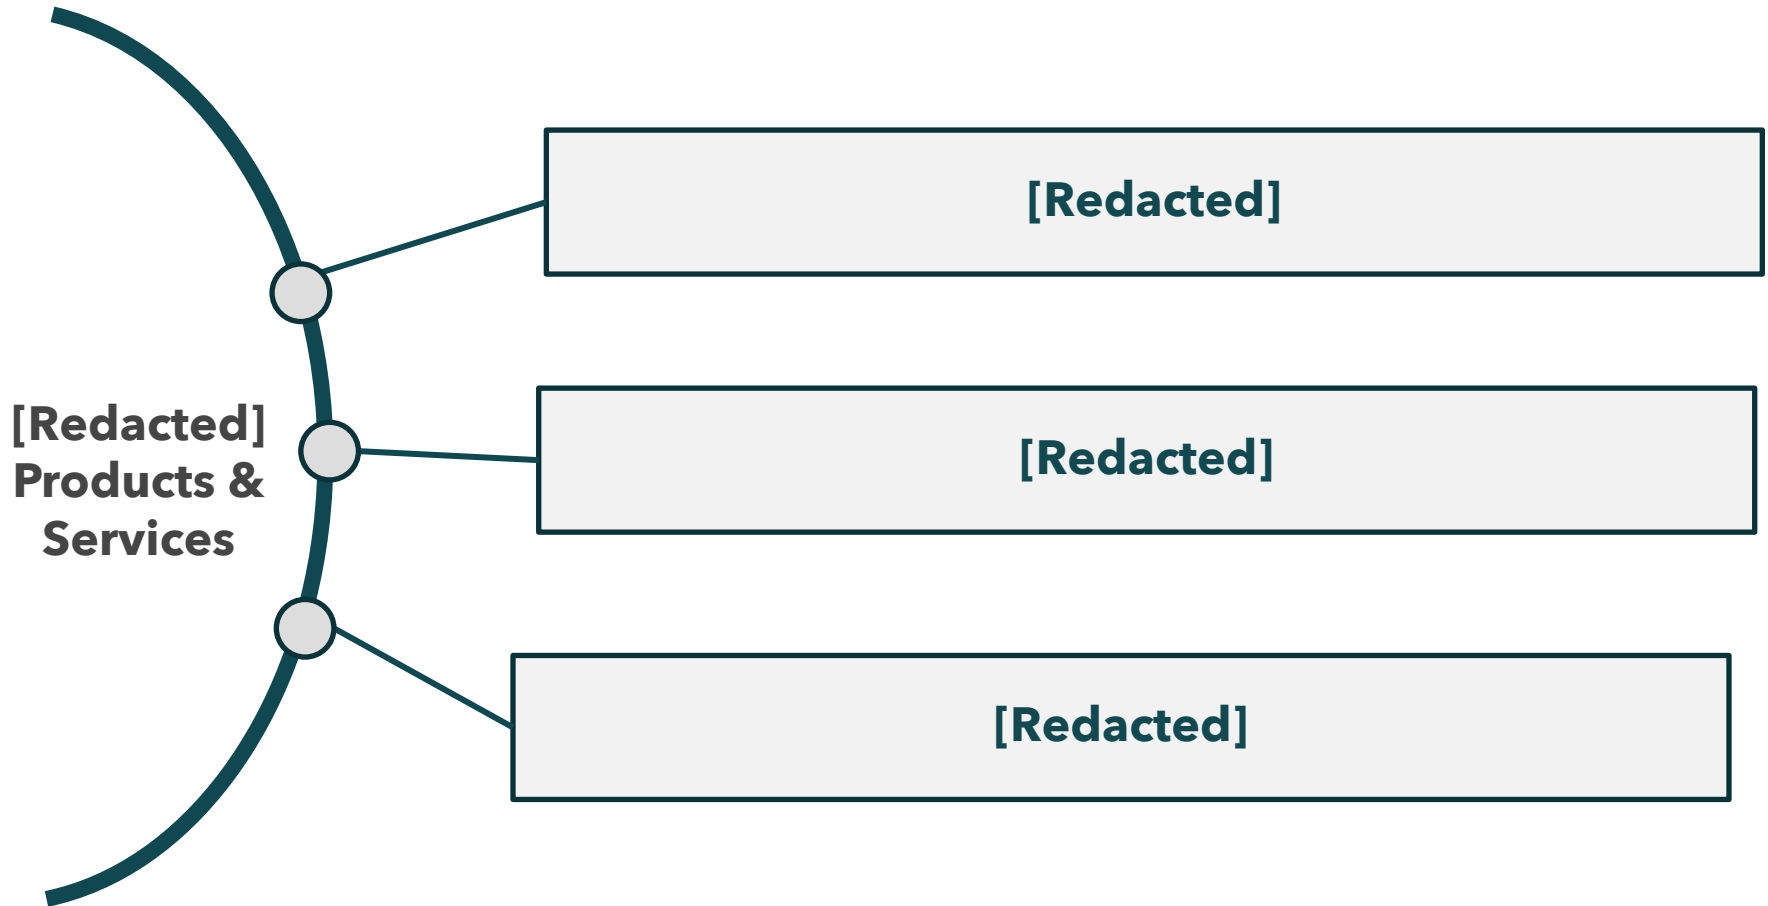 [Redacted]
[Redacted]
Products &
Services
[Redacted]
[Redacted]